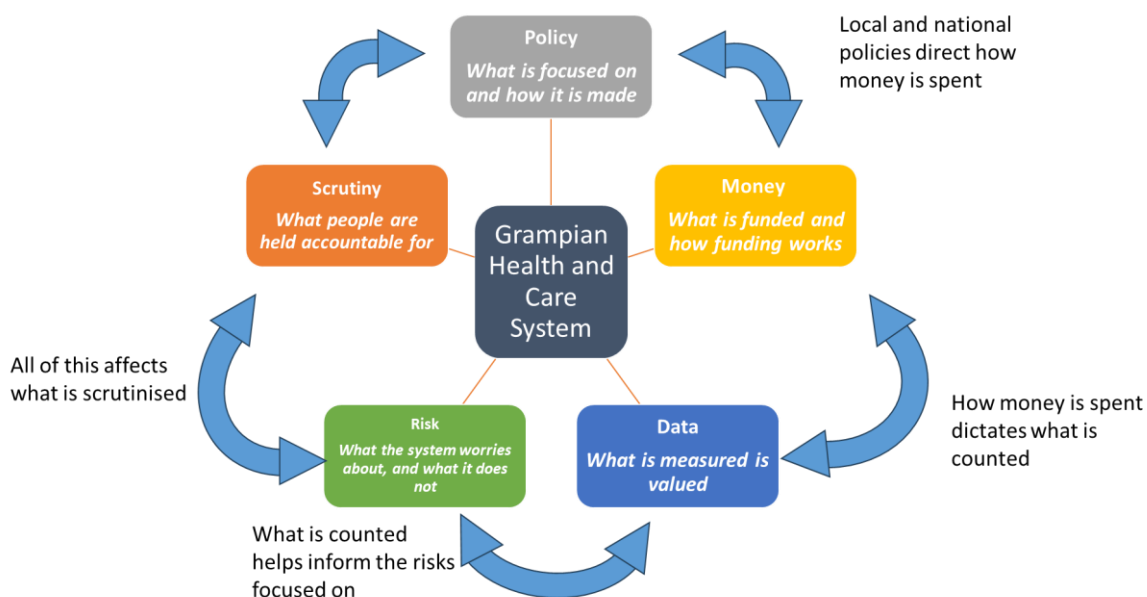 Policy
What is focused on
and how it is made
Local and national
policies direct how
money is spent
Scrutiny
What people are
held accountable for
Money
What is funded and
how funding works
Grampian
Health and
Care
System
All of this affects
what is scrutinised
Risk
What the system worries
about, and what it does
not
Data
What is measured is
valued
How money is spent
dictates what is
counted
What is counted
helps inform the risks
focused on